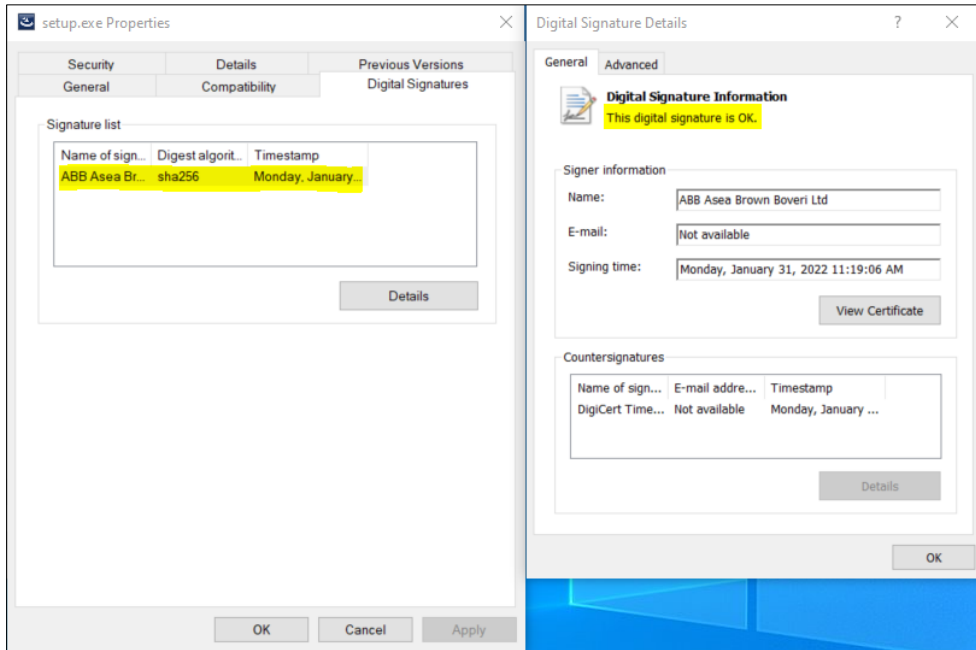 setup.exe Properties
Security Details Previous Versions
General Compatibility Digital Signatures
Signature list
Name of sign... Digest algorit... Timestamp
ABB Asea Br... sha256 Monday, January...
Details
OK Cancel Apply
Digital Signature Details ?
General Advanced
Digital Signature Information
This digital signature is OK.
Signer information
Name: ABB Asea Brown Boveri Ltd
E-mail: Not available
Signing time: Monday, January 31, 2022 11:19:06 AM
View Certificate
Countersignatures
Name of sign... E-mail addre... Timestamp
DigiCert Time... Not available Monday, January ...
Details
OK